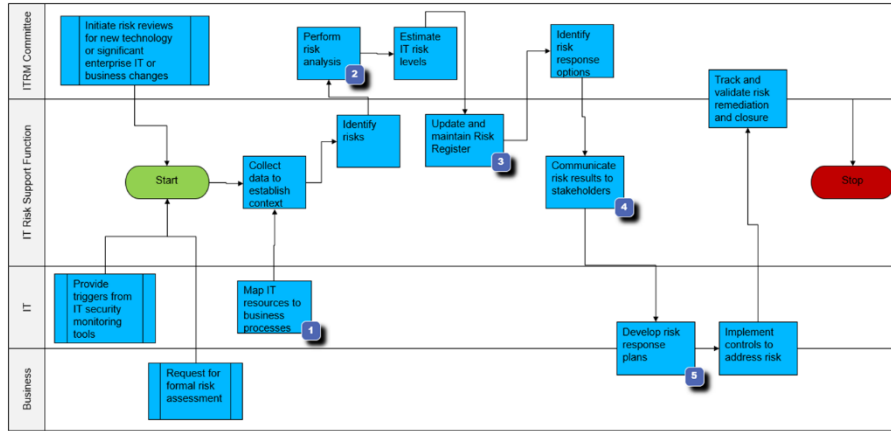 ITRM Committee
Initiate risk reviews
for new technology
or significant
enterprise IT or
business changes
Perform
risk
analysis
2
Estimate
IT risk
levels
Identify
risk
response
options
Track and
validate risk
remediation
and closure
IT Risk Support Function
Start
Collect
data to
establish
context
Identify
risks
Update and
maintain Risk
Register
3
Communicate
risk results to
stakeholders
4
Stop
IT
Provide
triggers from
IT security
monitoring
tools
Map IT
resources to
business
processes
1
Develop risk
response
plans
5
Implement
controls to
address risk
Business
Request for
formal risk
assessment